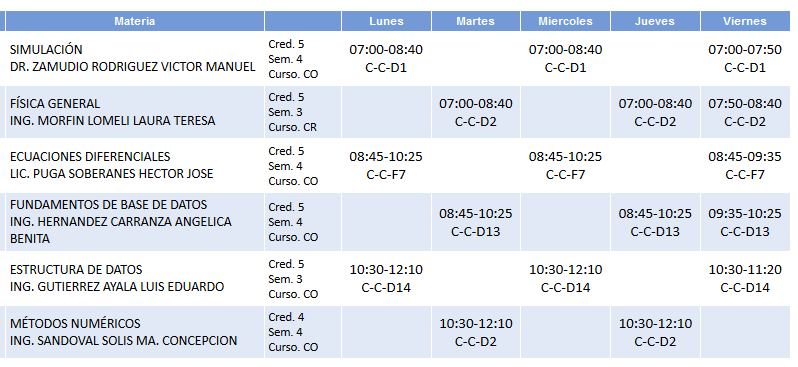 Materia Lunes Martes Miercoles Jueves Viernes
SIMULACIÓN
DR. ZAMUDIO RODRIGUEZ VICTOR MANUEL
Cred. 5
Sem. 4
Curso. CO
07:00-08:40
C-C-D1
07:00-08:40
C-C-D1
07:00-07:50
C-C-D1
FÍSICA GENERAL
ING. MORFIN LOMELI LAURA TERESA
Cred. 5
Sem. 3
Curso. CR
07:00-08:40
C-C-D2
07:00-08:40
C-C-D2
07:50-08:40
C-C-D2
ECUACIONES DIFERENCIALES
LIC. PUGA SOBERANES HECTOR JOSE
Cred. 5
Sem. 4
Curso. CO
08:45-10:25
C-C-F7
08:45-10:25
C-C-F7
08:45-09:35
C-C-F7
FUNDAMENTOS DE BASE DE DATOS
ING. HERNANDEZ CARRANZA ANGELICA
BENITA
Cred. 5
Sem. 4
Curso. CO
08:45-10:25
C-C-D13
08:45-10:25
C-C-D13
09:35-10:25
C-C-D13
ESTRUCTURA DE DATOS
ING. GUTIERREZ AYALA LUIS EDUARDO
Cred. 5
Sem. 3
Curso. CO
10:30-12:10
C-C-D14
10:30-12:10
C-C-D14
10:30-11:20
C-C-D14
MÉTODOS NUMÉRICOS
ING. SANDOVAL SOLIS MA. CONCEPCION
Cred. 4
Sem. 4
Curso. CO
10:30-12:10
C-C-D2
10:30-12:10
C-C-D2